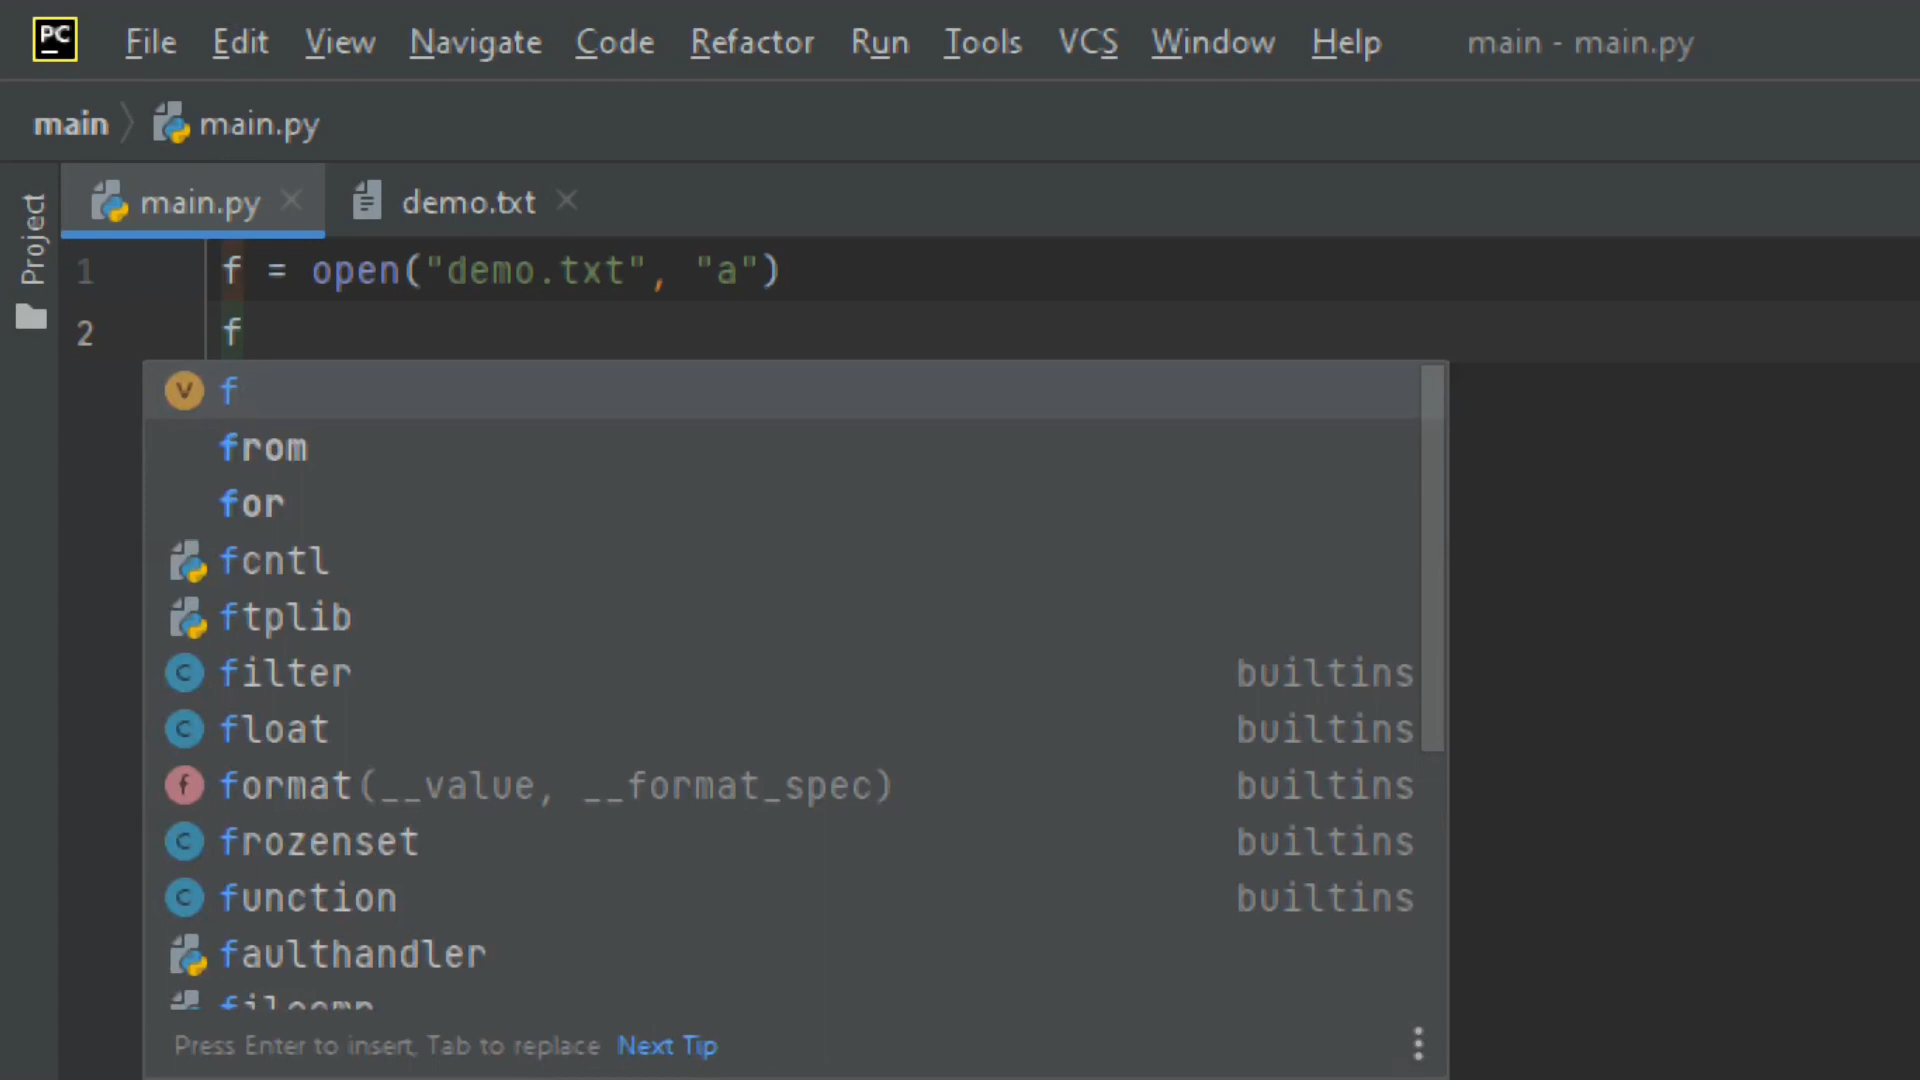 PC File Edit View Navigate Code Refactor Run Tools VCS Window Help main - main.py
main main.py
Project
main.py demo.txt
1 f = open("demo.txt", "a")
2 f
V f
from
for
fcntl
ftplib
C filter builtins
C float builtins
f format(__value, __format_spec) builtins
C frozenset builtins
C function builtins
faulthandler
filecmp
Press Enter to insert, Tab to replace Next Tip